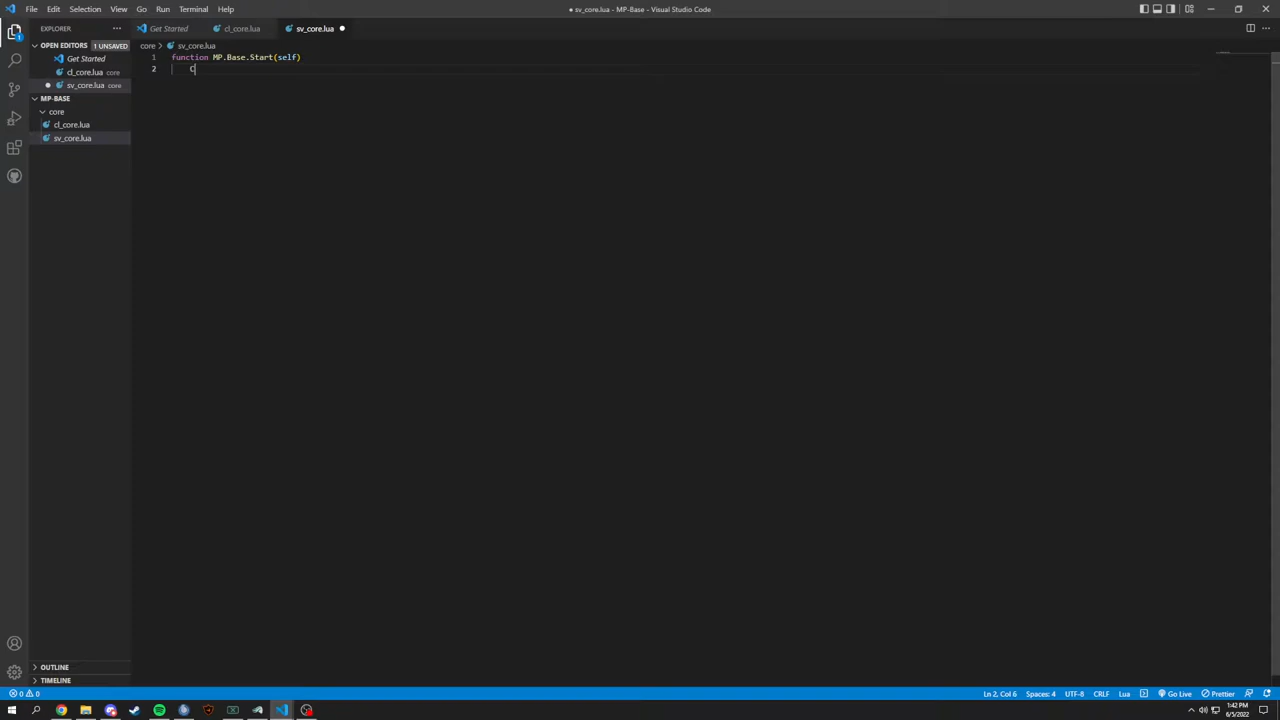 File Edit Selection View Go Run Terminal Help
● sv_core.lua - MP-Base - Visual Studio Code
EXPLORER
Get Started cl_core.lua sv_core.lua
OPEN EDITORS 1 UNSAVED
Get Started
cl_core.lua core
sv_core.lua core
MP-BASE
core
cl_core.lua
sv_core.lua
core > sv_core.lua
1 function MP.Base.Start(self)
2 C
OUTLINE
TIMELINE
1
0 0
Ln 2, Col 6 Spaces: 4 UTF-8 CRLF Lua Go Live Prettier
1:42 PM
6/5/2022